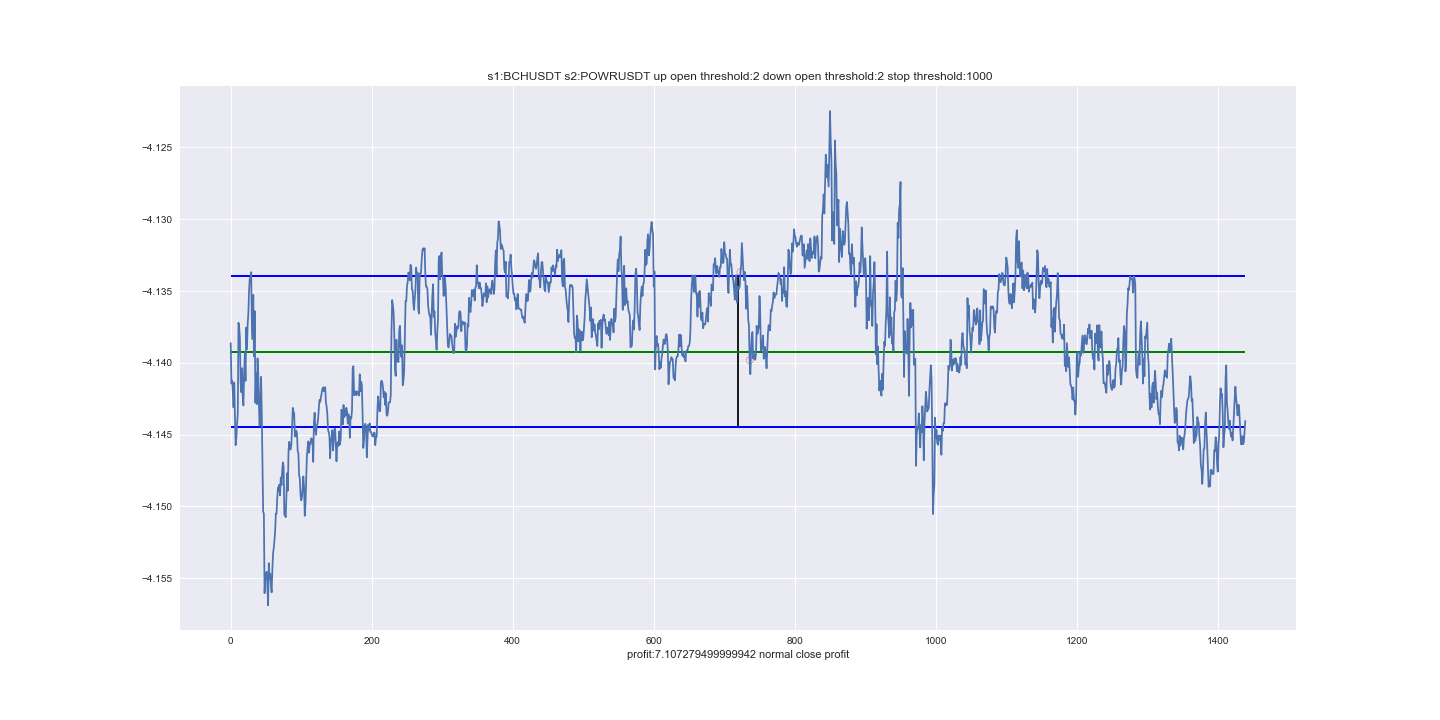 s1:BCHUSDT s2:POWRUSDT up open threshold:2 down open threshold:2 stop threshold:1000
−4.125
−4.130
−4.135
−4.140
−4.145
−4.150
−4.155
0 200 400 600 800 1000 1200 1400
profit:7.107279499999942 normal close profit